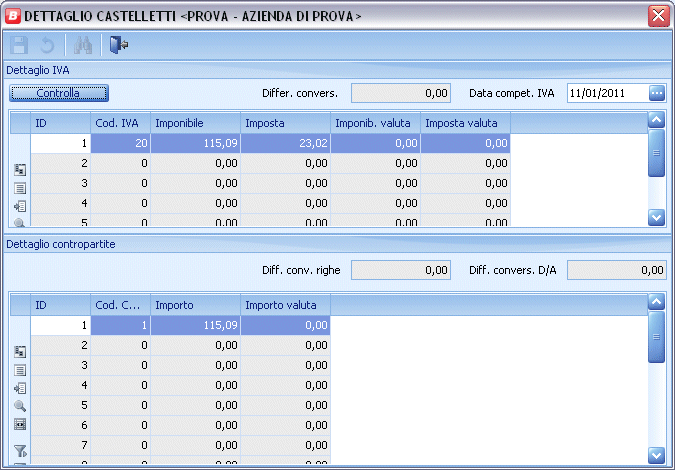 B DETTAGLIO CASTELLETTI <PROVA - AZIENDA DI PROVA>
Dettaglio IVA
Controlla Differ. convers. 0,00 Data compet. IVA 11/01/2011 ...
ID Cod. IVA Imponibile Imposta Imponib. valuta Imposta valuta
1 20 115,09 23,02 0,00 0,00
2 0 0,00 0,00 0,00 0,00
3 0 0,00 0,00 0,00 0,00
4 0 0,00 0,00 0,00 0,00
5 0 0,00 0,00 0,00 0,00
Dettaglio contropartite
Diff. conv. righe 0,00 Diff. convers. D/A 0,00
ID Cod. C... Importo Importo valuta
1 1 115,09 0,00
2 0 0,00 0,00
3 0 0,00 0,00
4 0 0,00 0,00
5 0 0,00 0,00
6 0 0,00 0,00
7 0 0,00 0,00
8 0 0,00 0,00